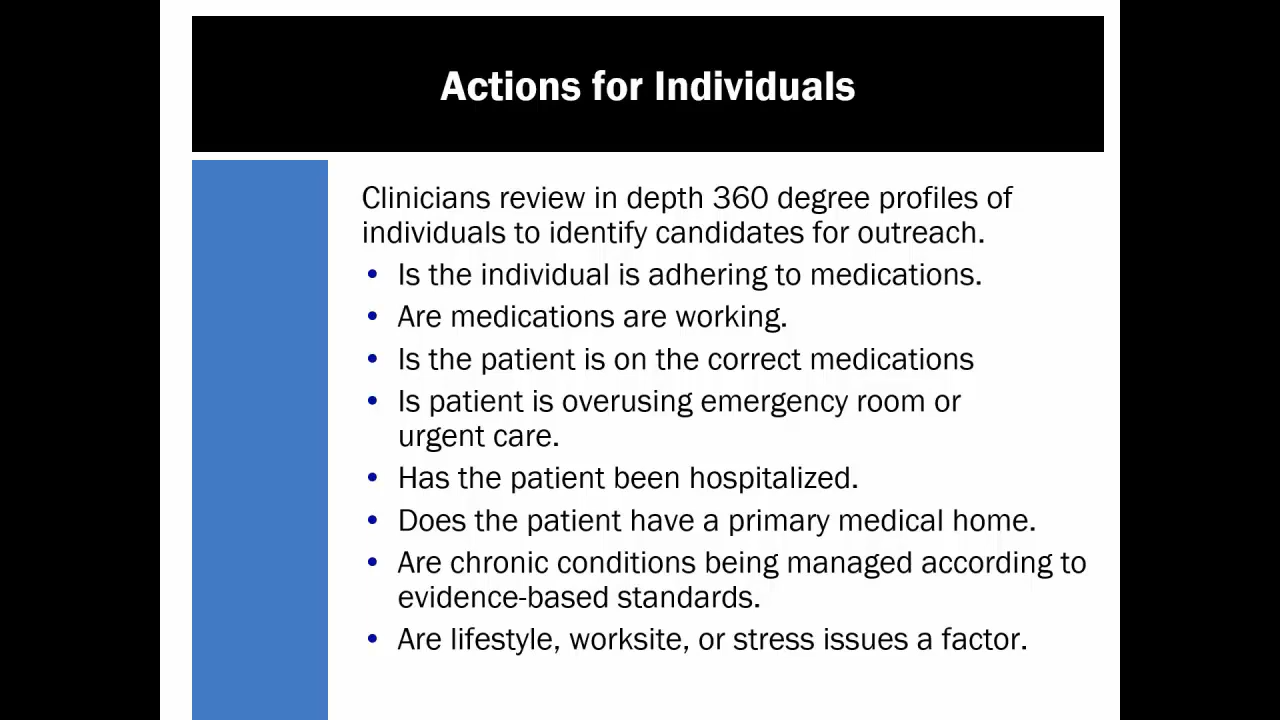 Actions for Individuals
Clinicians review in depth 360 degree profiles of
individuals to identify candidates for outreach.
• Is the individual is adhering to medications.
• Are medications are working.
• Is the patient is on the correct medications
• Is patient is overusing emergency room or
urgent care.
• Has the patient been hospitalized.
• Does the patient have a primary medical home.
• Are chronic conditions being managed according to
evidence-based standards.
• Are lifestyle, worksite, or stress issues a factor.